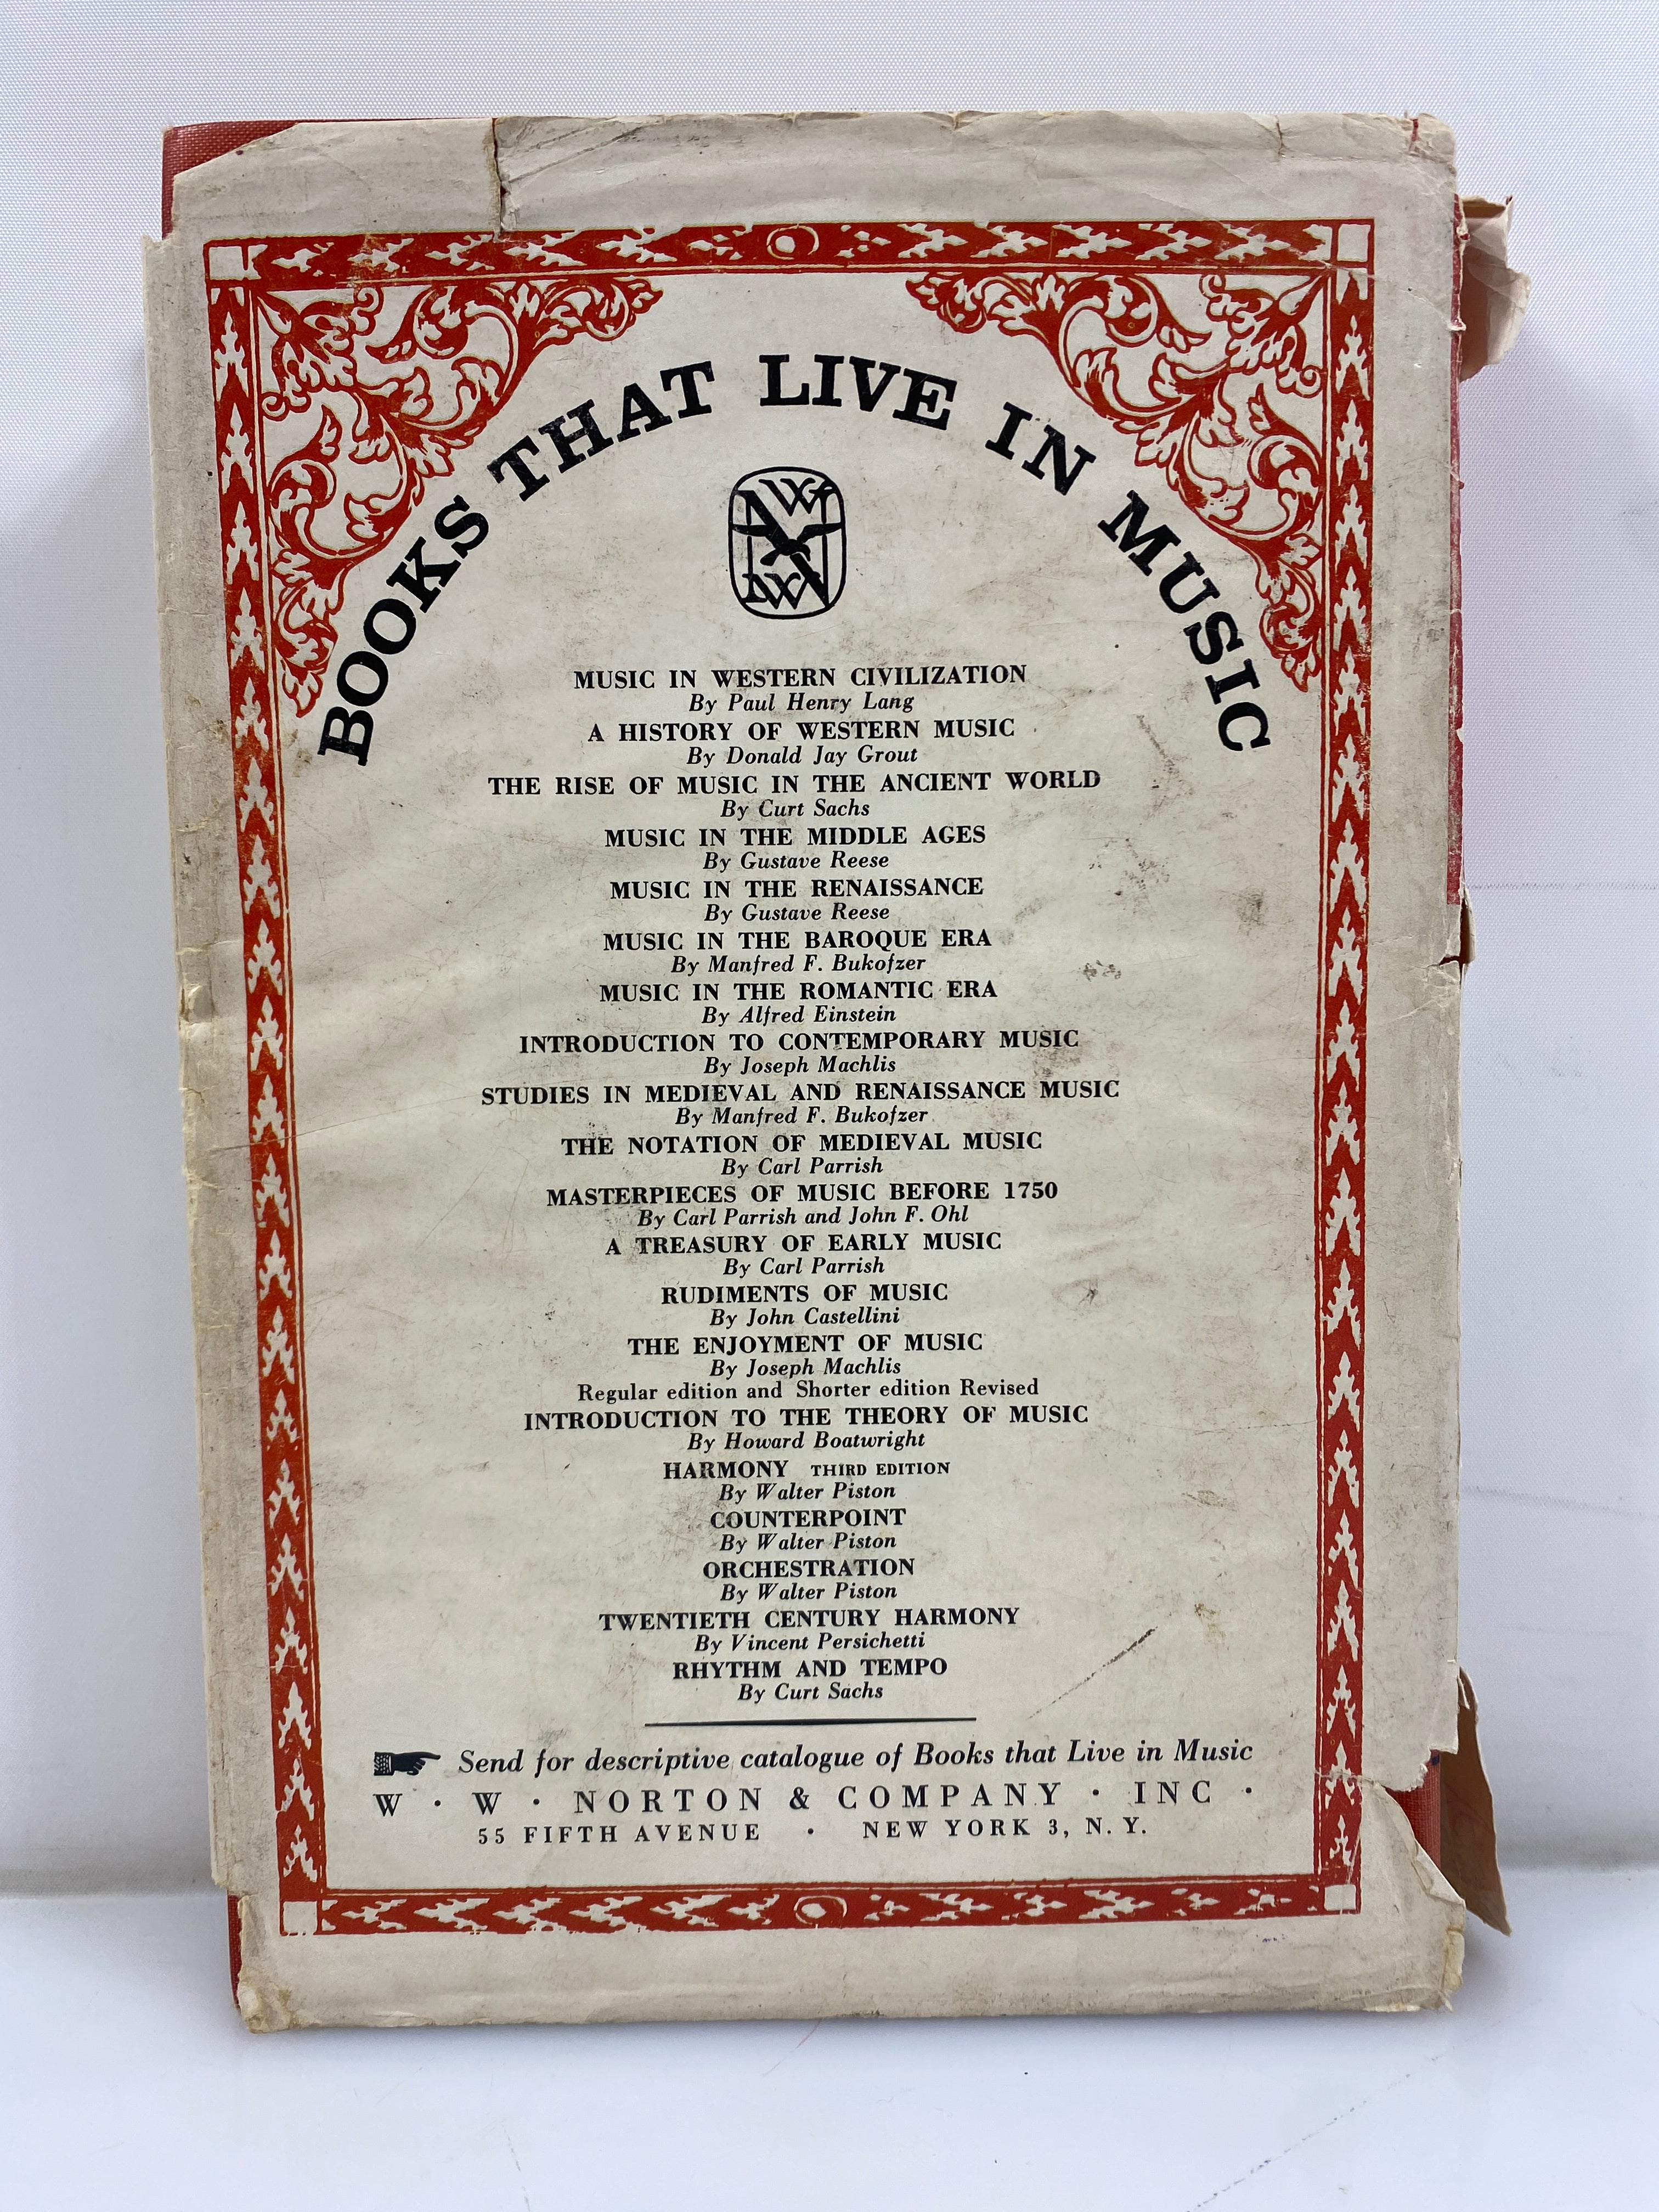 BOOKS THAT LIVE IN MUSIC
MUSIC IN WESTERN CIVILIZATION
By Paul Henry Lang
A HISTORY OF WESTERN MUSIC
By Donald Jay Grout
THE RISE OF MUSIC IN THE ANCIENT WORLD
By Curt Sachs
MUSIC IN THE MIDDLE AGES
By Gustave Reese
MUSIC IN THE RENAISSANCE
By Gustave Reese
MUSIC IN THE BAROQUE ERA
By Manfred F. Bukofzer
MUSIC IN THE ROMANTIC ERA
By Alfred Einstein
INTRODUCTION TO CONTEMPORARY MUSIC
By Joseph Machlis
STUDIES IN MEDIEVAL AND RENAISSANCE MUSIC
By Manfred F. Bukofzer
THE NOTATION OF MEDIEVAL MUSIC
By Carl Parrish
MASTERPIECES OF MUSIC BEFORE 1750
By Carl Parrish and John F. Ohl
A TREASURY OF EARLY MUSIC
By Carl Parrish
RUDIMENTS OF MUSIC
By John Castellini
THE ENJOYMENT OF MUSIC
By Joseph Machlis
Regular edition and Shorter edition Revised
INTRODUCTION TO THE THEORY OF MUSIC
By Howard Boatwright
HARMONY THIRD EDITION
By Walter Piston
COUNTERPOINT
By Walter Piston
ORCHESTRATION
By Walter Piston
TWENTIETH CENTURY HARMONY
By Vincent Persichetti
RHYTHM AND TEMPO
By Curt Sachs
Send for descriptive catalogue of Books that Live in Music
W · W · NORTON & COMPANY · INC ·
55 FIFTH AVENUE · NEW YORK 3, N. Y.